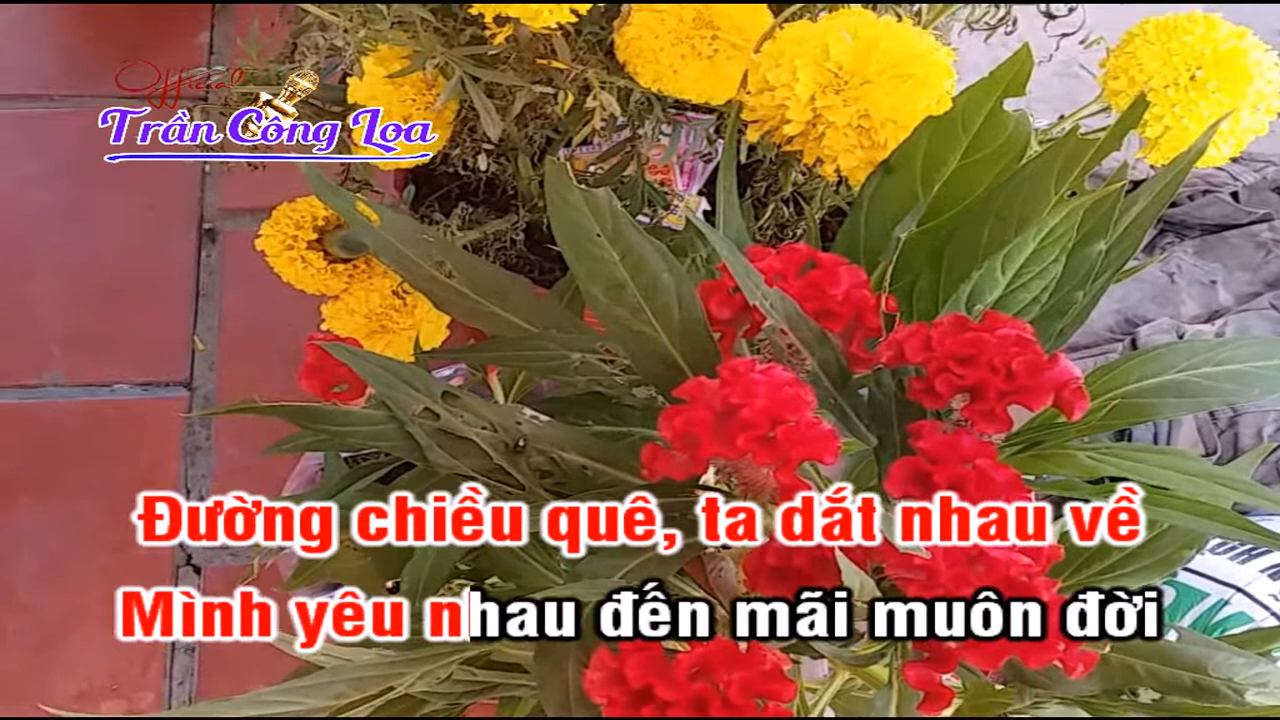 Official
Trần Công Loa
Đường chiều quê, ta dắt nhau về
Mình yêu nhau đến mãi muôn đời